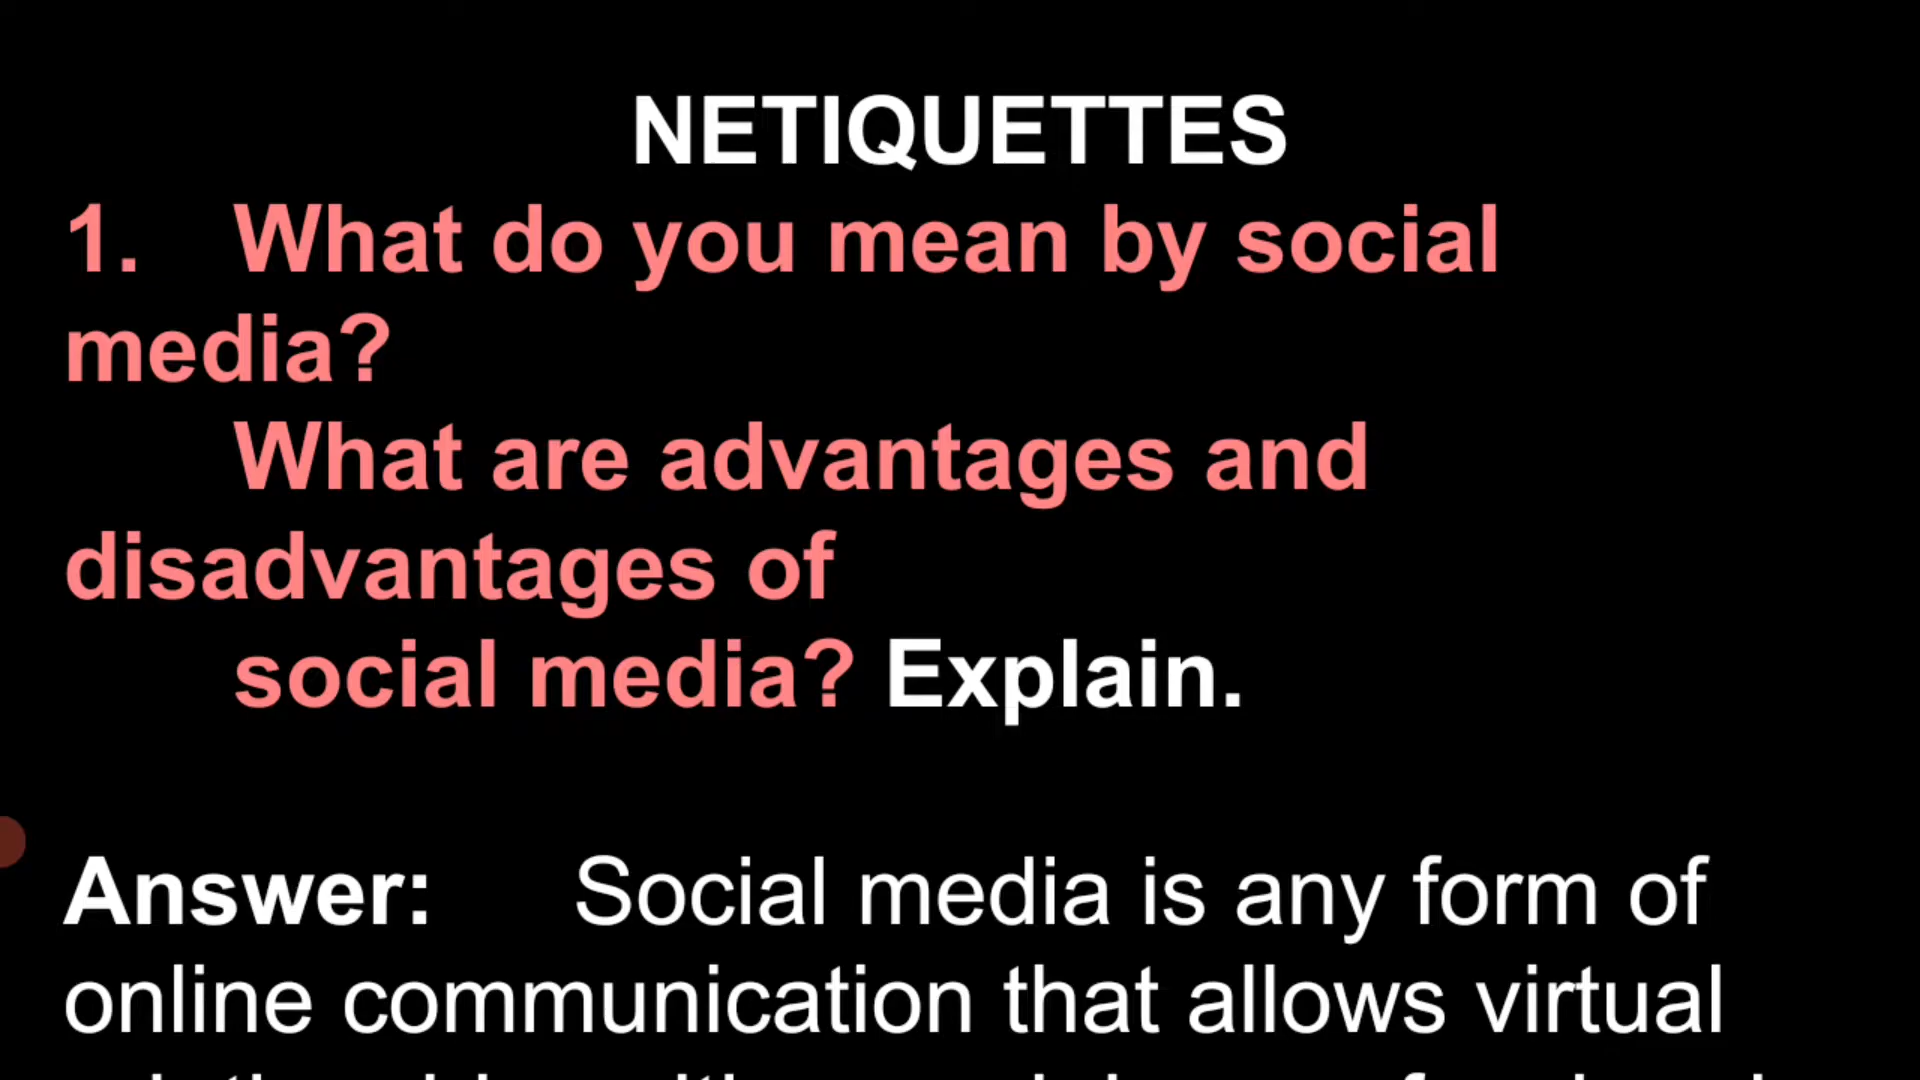 NETIQUETTES
1. What do you mean by social
media?
What are advantages and
disadvantages of
social media? Explain.
Answer: Social media is any form of
online communication that allows virtual